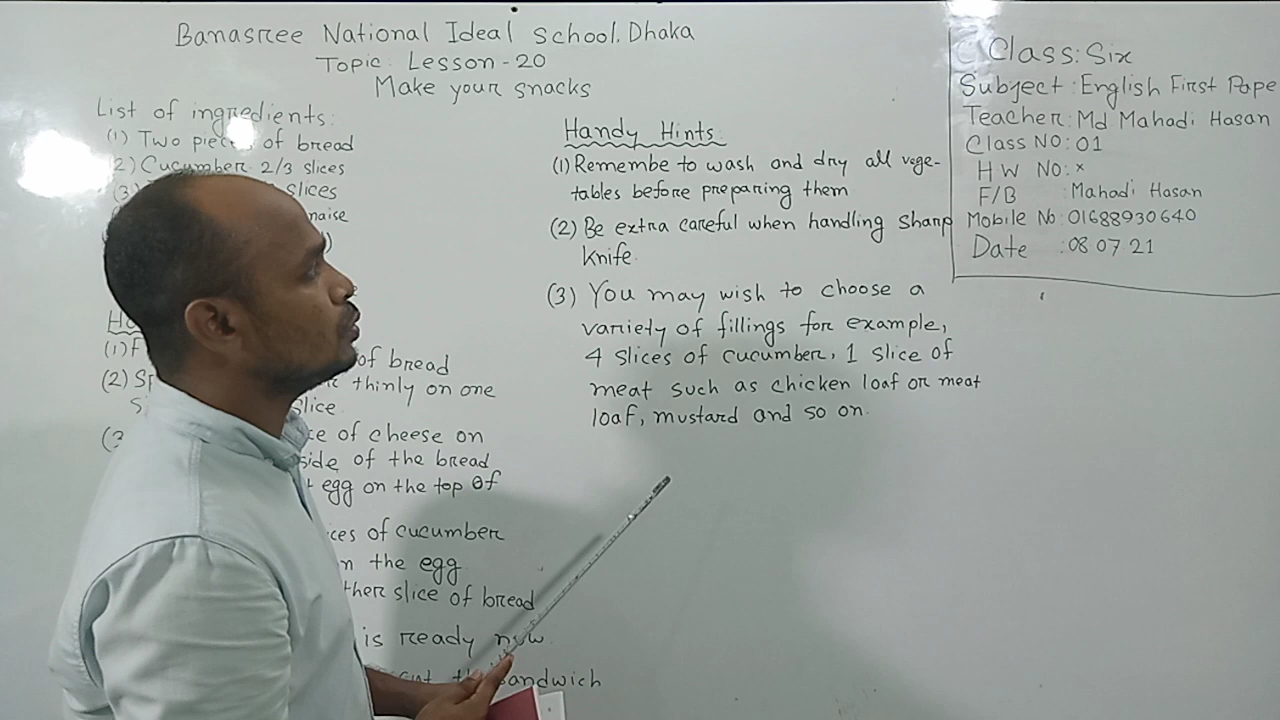 Banasree National Ideal School. Dhaka
Topic: Lesson - 20
Make your snacks
List of ingredients:
(1) Two pieces of bread
2) Cucumber 2/3 slices
(3) slices
(1) of bread
(2) thinly on one
slice
of cheese on
side of the bread
egg on the top of
of cucumber
the egg
slice of bread
is ready now.
sandwich
Handy Hints:
(1) Remembe to wash and dry all vege-
tables before preparing them
(2) Be extra careful when handling sharp
knife.
(3) You may wish to choose a
variety of fillings for example,
4 slices of cucumber, 1 slice of
meat such as chicken loaf or meat
loaf, mustard and so on.
Class: Six
Subject: English First Pape
Teacher: Md Mahadi Hasan
Class NO: 01
HW NO: x
F/B : Mahadi Hasan
Mobile No: 01688930640
Date : 08 07 21